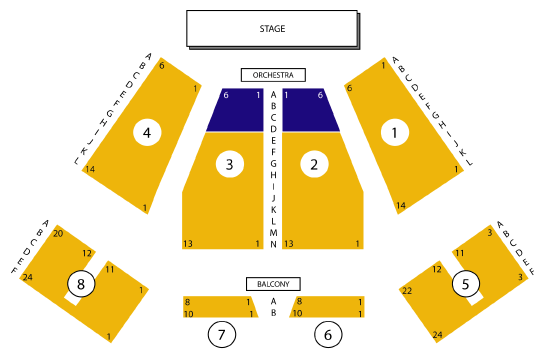 STAGE
ORCHESTRA
A
B
C
D
E
F
G
H
I
J
K
L
6
1
4
14
1
6 1
3
13 1
A
B
C
D
E
F
G
H
I
J
K
L
M
N
1 6
2
13 1
6
1
1
1
14
A
B
C
D
E
F
G
H
I
J
K
L
BALCONY
A
B
C
D
E
F
20
12
11
24
8
1
1
8 1
10 1
7
A
B
8 1
10 1
6
3
11
12
5
3
22
24
A
B
C
D
E
F